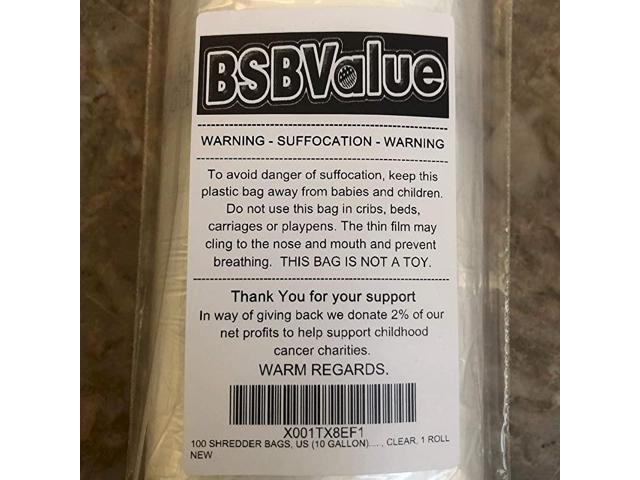 BSBValue
WARNING - SUFFOCATION - WARNING
To avoid danger of suffocation, keep this
plastic bag away from babies and children.
Do not use this bag in cribs, beds,
carriages or playpens. The thin film may
cling to the nose and mouth and prevent
breathing. THIS BAG IS NOT A TOY.
Thank You for your support
In way of giving back we donate 2% of our
net profits to help support childhood
cancer charities.
WARM REGARDS.
X001TX8EF1
100 SHREDDER BAGS, US (10 GALLON)...., CLEAR, 1 ROLL
NEW